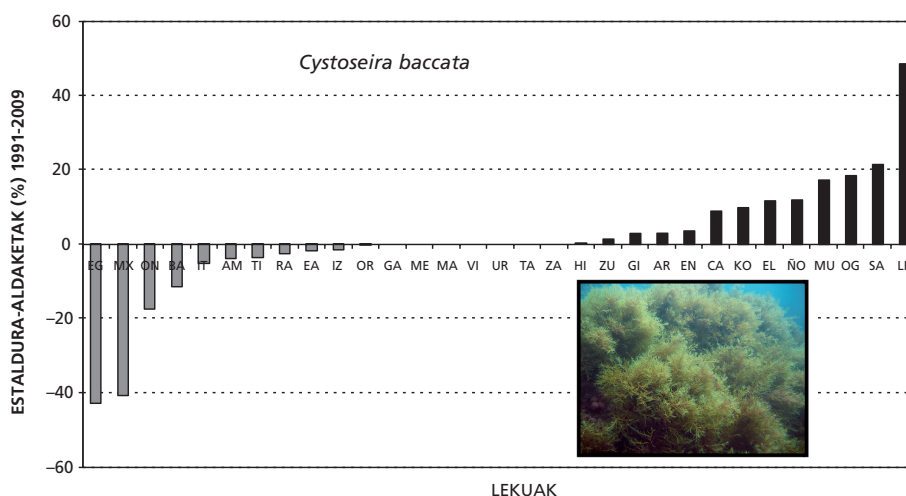 Cystoseira baccata
ESTALDURA-ALDAKETAK (%) 1991-2009
60
40
20
0
–20
–40
–60
EG MX ON BA IT AM TI RA EA IZ OR GA ME MA VI UR TA ZA HI ZU GI AR EN CA KO EL ÑO MU OG SA
LEKUAK